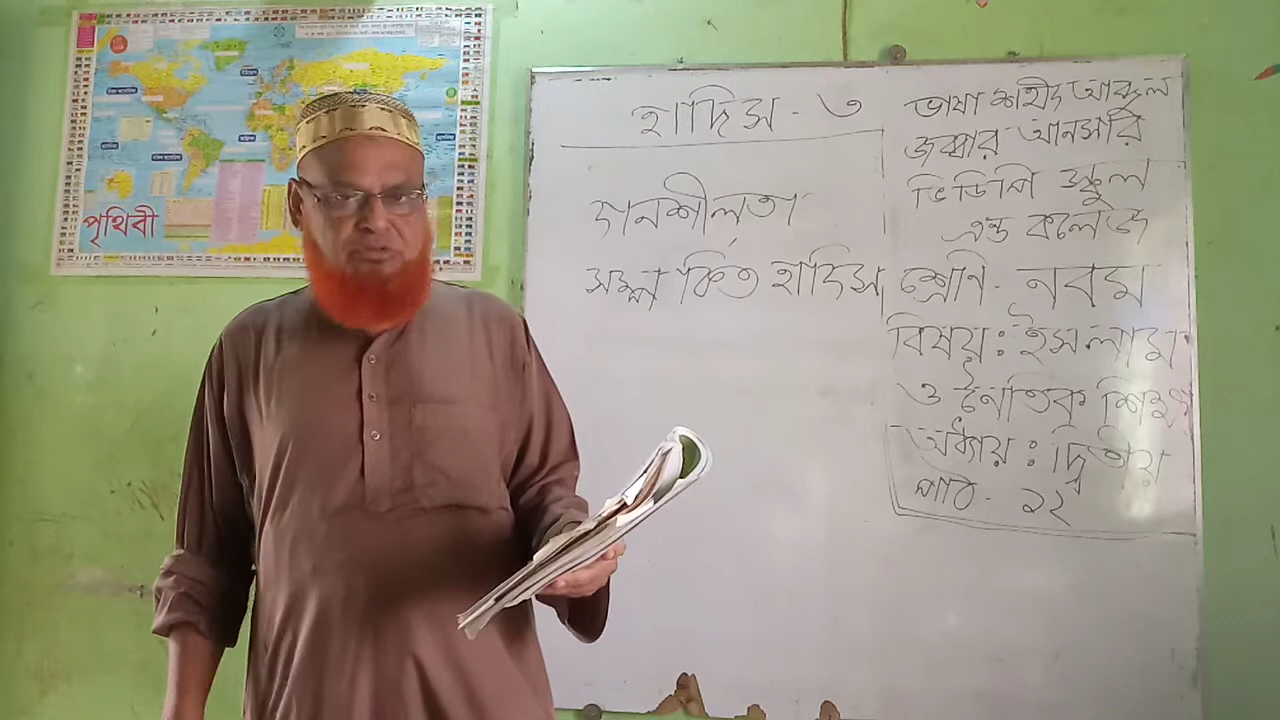 পৃথিবী
হাদিস - ৩
দানশীলতা
সম্পর্কিত হাদিস
ভাষা শহীদ আব্দুল
জব্বার আনসারি
ভিডিপি স্কুল
এন্ড কলেজ
শ্রেণি - নবম
বিষয়: ইসলাম
ও নৈতিক শিক্ষা
অধ্যায়: দ্বিতীয়
পাঠ - ১২